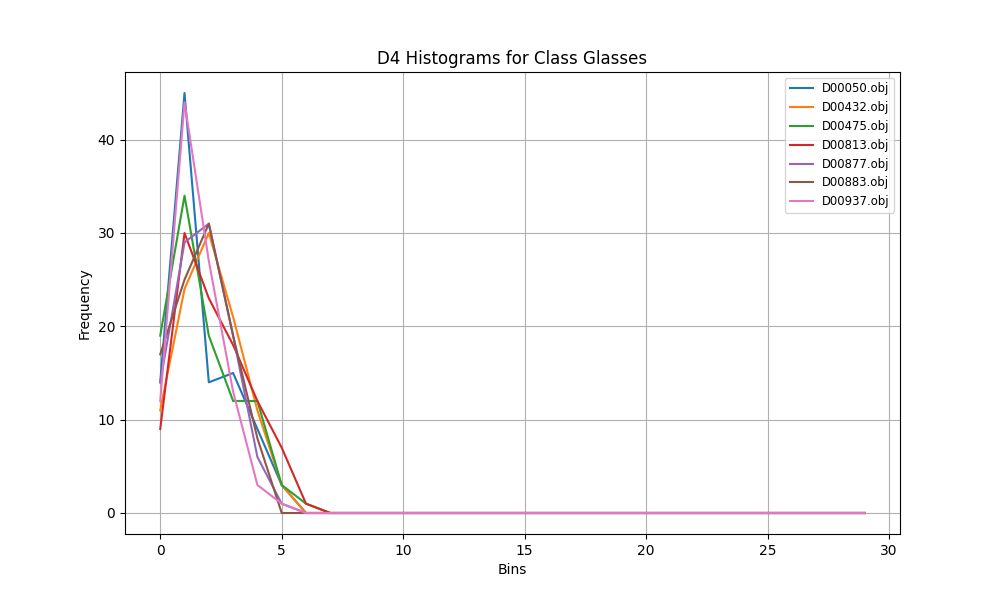 D4 Histograms for Class Glasses
D00050.obj
D00432.obj
D00475.obj
D00813.obj
D00877.obj
D00883.obj
D00937.obj
Frequency
40
30
20
10
0
0 5 10 15 20 25 30
Bins